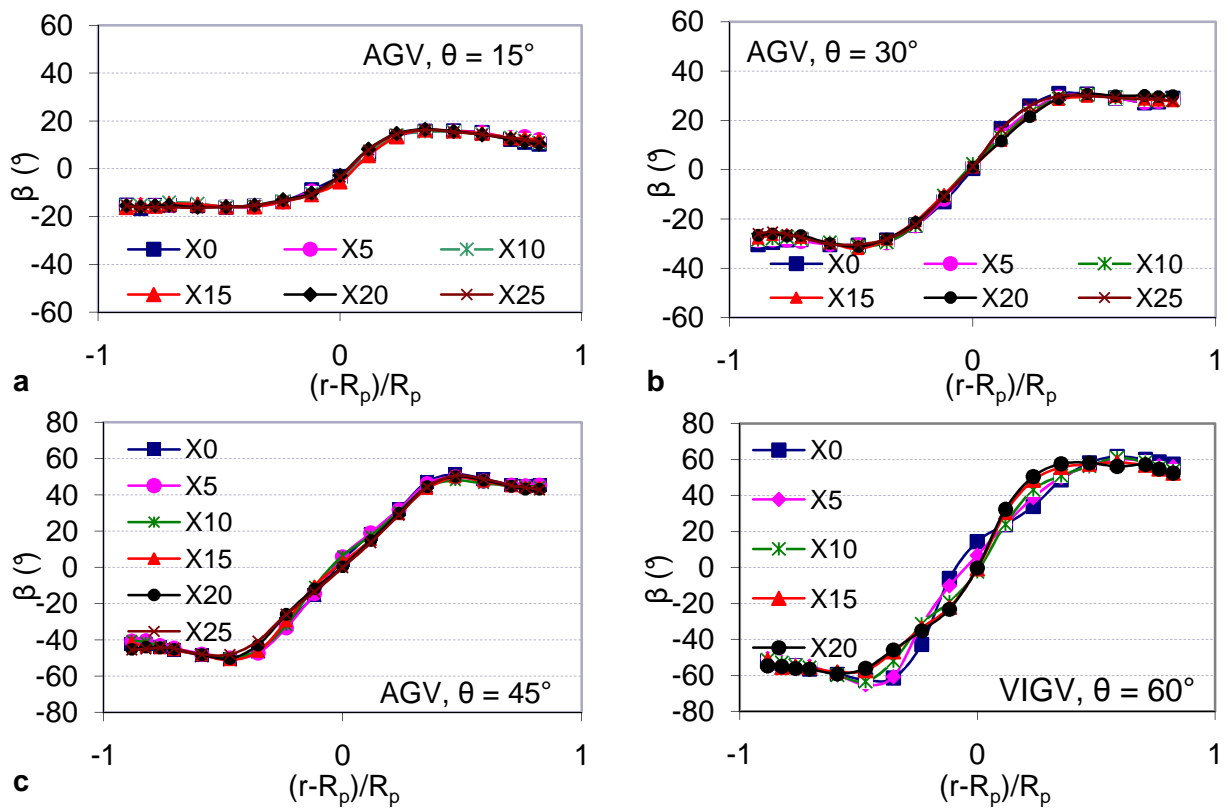 60
40
20
0
-20
-40
-60
β (°)
AGV, θ = 15°
X0 X5 X10
X15 X20 X25
-1 0 1
(r-Rp)/Rp
a
60
40
20
0
-20
-40
-60
β (°)
AGV, θ = 30°
X0 X5 X10
X15 X20 X25
-1 0 1
(r-Rp)/Rp
b
80
60
40
20
0
-20
-40
-60
-80
β (°)
X0
X5
X10
X15
X20
X25
AGV, θ = 45°
-1 0 1
(r-Rp)/Rp
c
80
60
40
20
0
-20
-40
-60
-80
β (°)
X0
X5
X10
X15
X20
VIGV, θ = 60°
-1 0 1
(r-Rp)/Rp